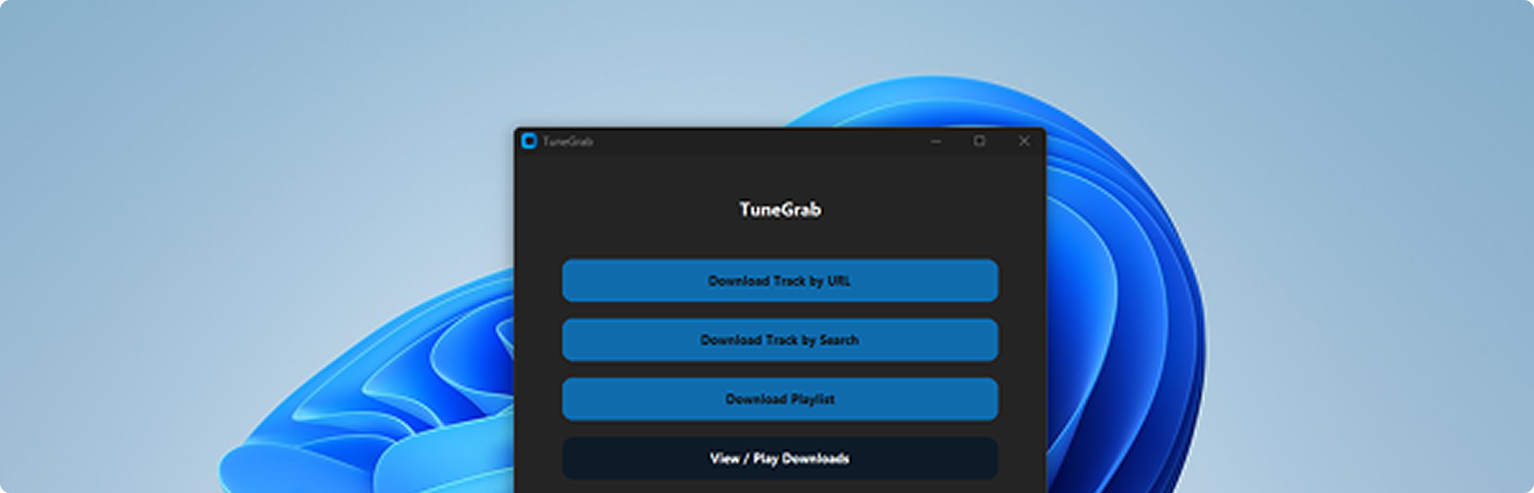 TuneGrab
TuneGrab
Download Track by URL
Download Track by Search
Download Playlist
View / Play Downloads